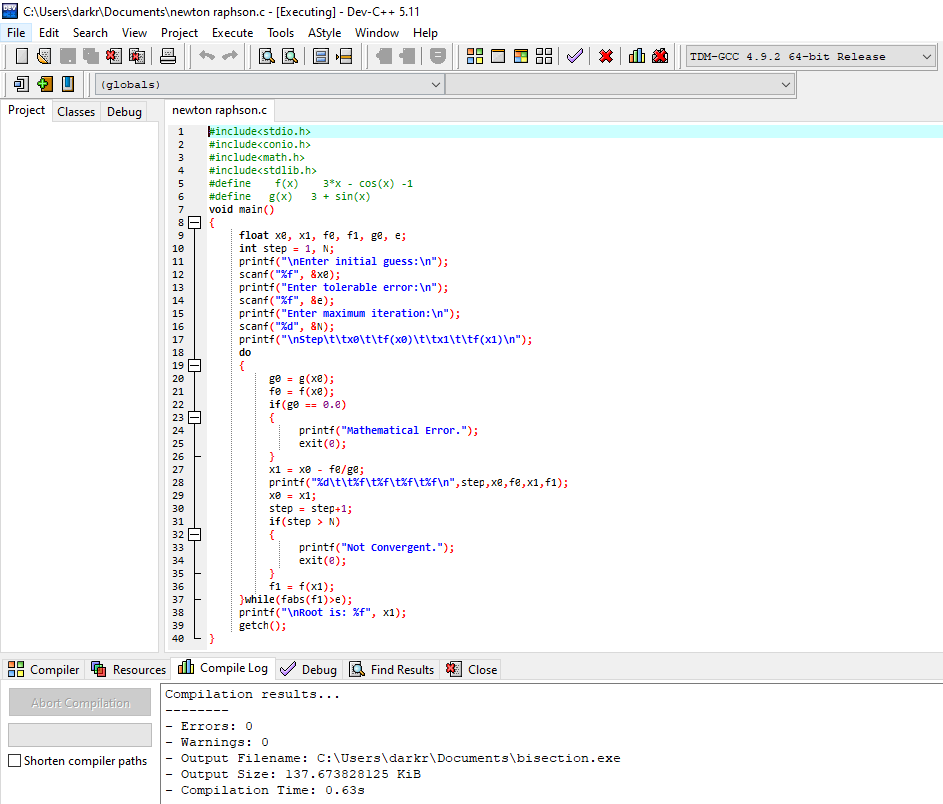 C:\Users\darkr\Documents\newton raphson.c - [Executing] - Dev-C++ 5.11
File Edit Search View Project Execute Tools AStyle Window Help
TDM-GCC 4.9.2 64-bit Release
(globals)
Project Classes Debug
newton raphson.c
1 #include<stdio.h>
2 #include<conio.h>
3 #include<math.h>
4 #include<stdlib.h>
5 #define    f(x)    3*x - cos(x) -1
6 #define   g(x)   3 + sin(x)
7 void main()
8 {
9 float x0, x1, f0, f1, g0, e;
10 int step = 1, N;
11 printf("\nEnter initial guess:\n");
12 scanf("%f", &x0);
13 printf("Enter tolerable error:\n");
14 scanf("%f", &e);
15 printf("Enter maximum iteration:\n");
16 scanf("%d", &N);
17 printf("\nStep\t\tx0\t\tf(x0)\t\tx1\t\tf(x1)\n");
18 do
19 {
20 g0 = g(x0);
21 f0 = f(x0);
22 if(g0 == 0.0)
23 {
24 printf("Mathematical Error.");
25 exit(0);
26 }
27 x1 = x0 - f0/g0;
28 printf("%d\t\t%f\t%f\t%f\t%f\n",step,x0,f0,x1,f1);
29 x0 = x1;
30 step = step+1;
31 if(step > N)
32 {
33 printf("Not Convergent.");
34 exit(0);
35 }
36 f1 = f(x1);
37 }while(fabs(f1)>e);
38 printf("\nRoot is: %f", x1);
39 getch();
40 }
Compiler Resources Compile Log Debug Find Results Close
Abort Compilation
Shorten compiler paths
Compilation results...
--------
- Errors: 0
- Warnings: 0
- Output Filename: C:\Users\darkr\Documents\bisection.exe
- Output Size: 137.673828125 KiB
- Compilation Time: 0.63s